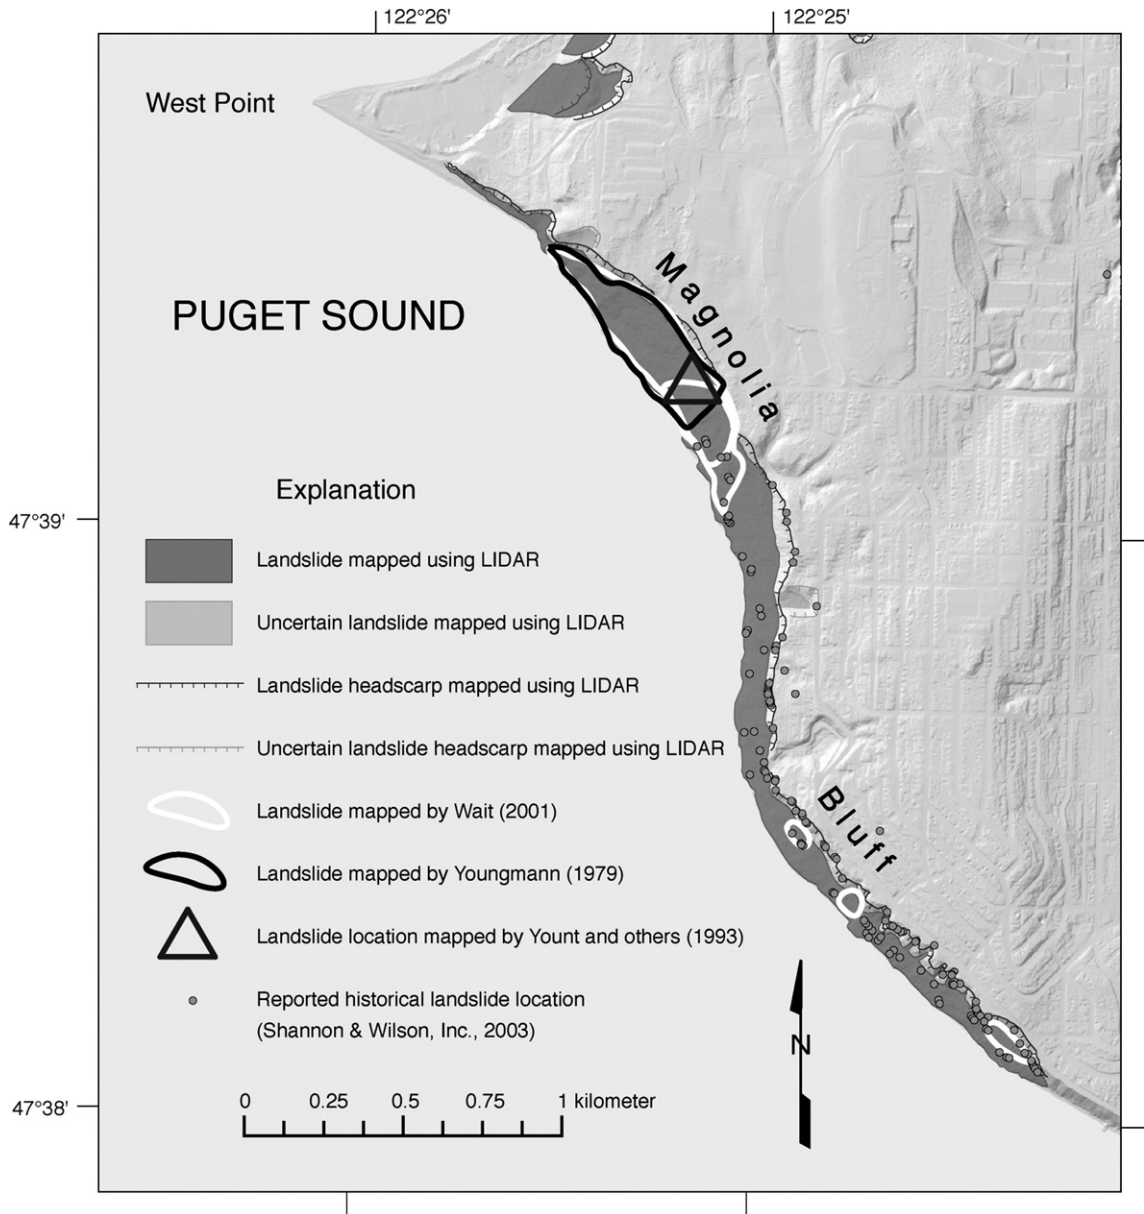 122°26'
122°25'
West Point
Magnolia
PUGET SOUND
Explanation
47°39'
Landslide mapped using LIDAR
Uncertain landslide mapped using LIDAR
Landslide headscarp mapped using LIDAR
Uncertain landslide headscarp mapped using LIDAR
Bluff
Landslide mapped by Wait (2001)
Landslide mapped by Youngmann (1979)
Landslide location mapped by Yount and others (1993)
Reported historical landslide location
(Shannon & Wilson, Inc., 2003)
N
0 0.25 0.5 0.75 1 kilometer
47°38'